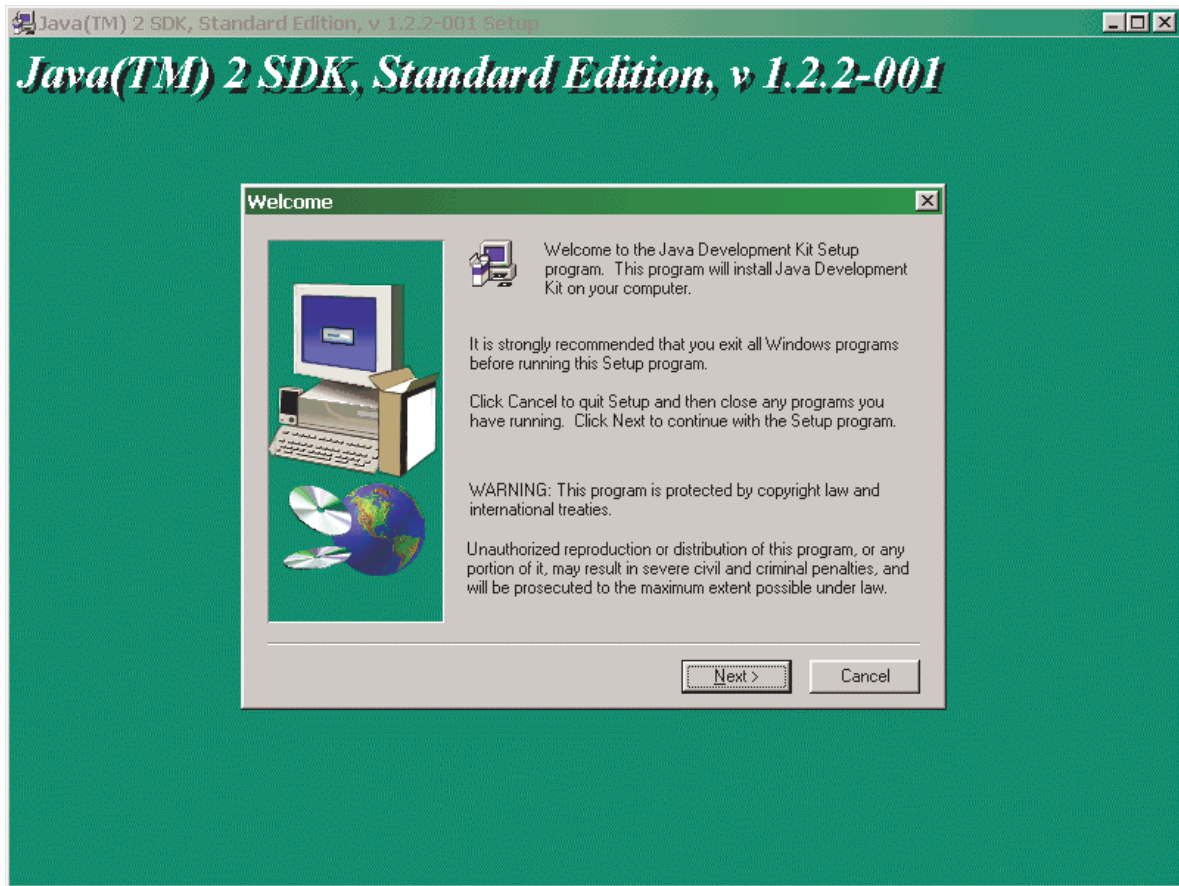 Java(TM) 2 SDK, Standard Edition, v 1.2.2-001 Setup
Java(TM) 2 SDK, Standard Edition, v 1.2.2-001
Welcome
Welcome to the Java Development Kit Setup
program.  This program will install Java Development
Kit on your computer.
It is strongly recommended that you exit all Windows programs
before running this Setup program.
Click Cancel to quit Setup and then close any programs you
have running.  Click Next to continue with the Setup program.
WARNING: This program is protected by copyright law and
international treaties.
Unauthorized reproduction or distribution of this program, or any
portion of it, may result in severe civil and criminal penalties, and
will be prosecuted to the maximum extent possible under law.
Next >
Cancel